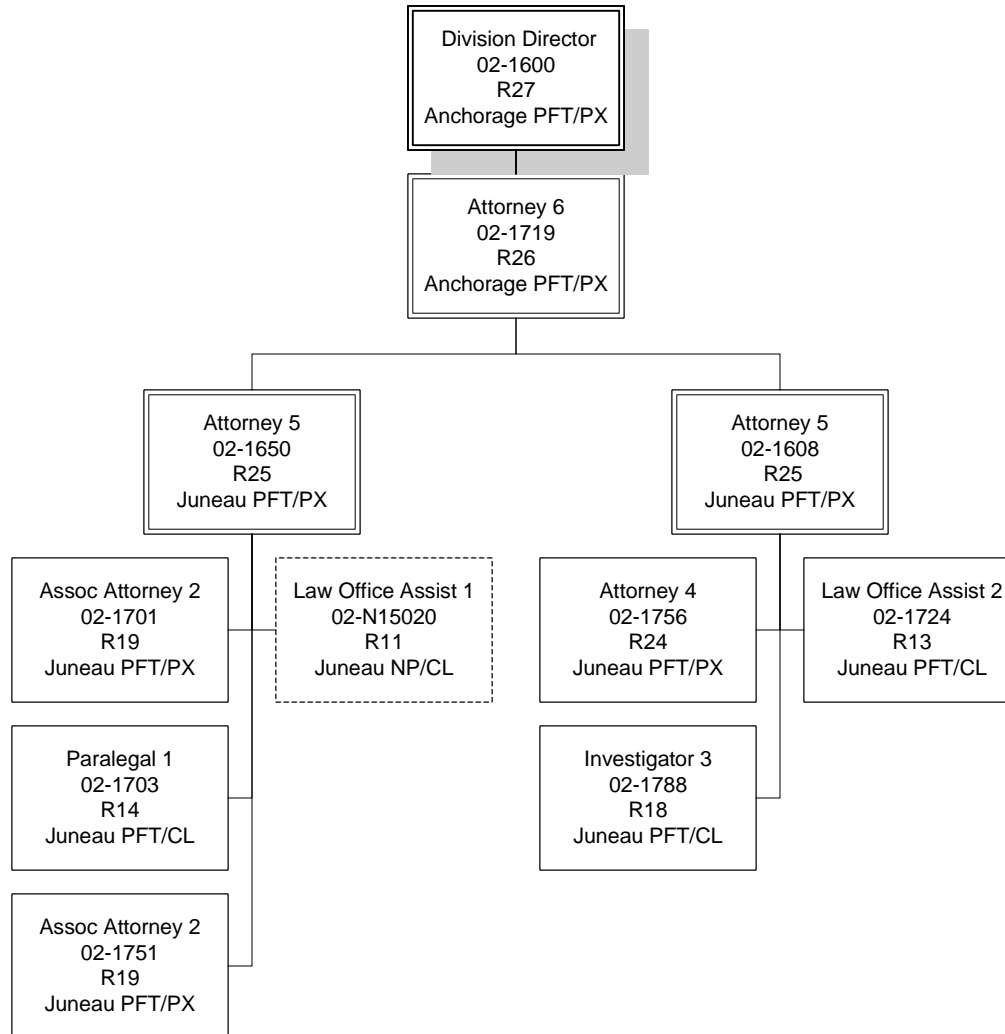 Division Director
02-1600
R27
Anchorage PFT/PX
Attorney 6
02-1719
R26
Anchorage PFT/PX
Attorney 5
02-1650
R25
Juneau PFT/PX
Attorney 5
02-1608
R25
Juneau PFT/PX
Assoc Attorney 2
02-1701
R19
Juneau PFT/PX
Law Office Assist 1
02-N15020
R11
Juneau NP/CL
Attorney 4
02-1756
R24
Juneau PFT/PX
Law Office Assist 2
02-1724
R13
Juneau PFT/CL
Paralegal 1
02-1703
R14
Juneau PFT/CL
Investigator 3
02-1788
R18
Juneau PFT/CL
Assoc Attorney 2
02-1751
R19
Juneau PFT/PX